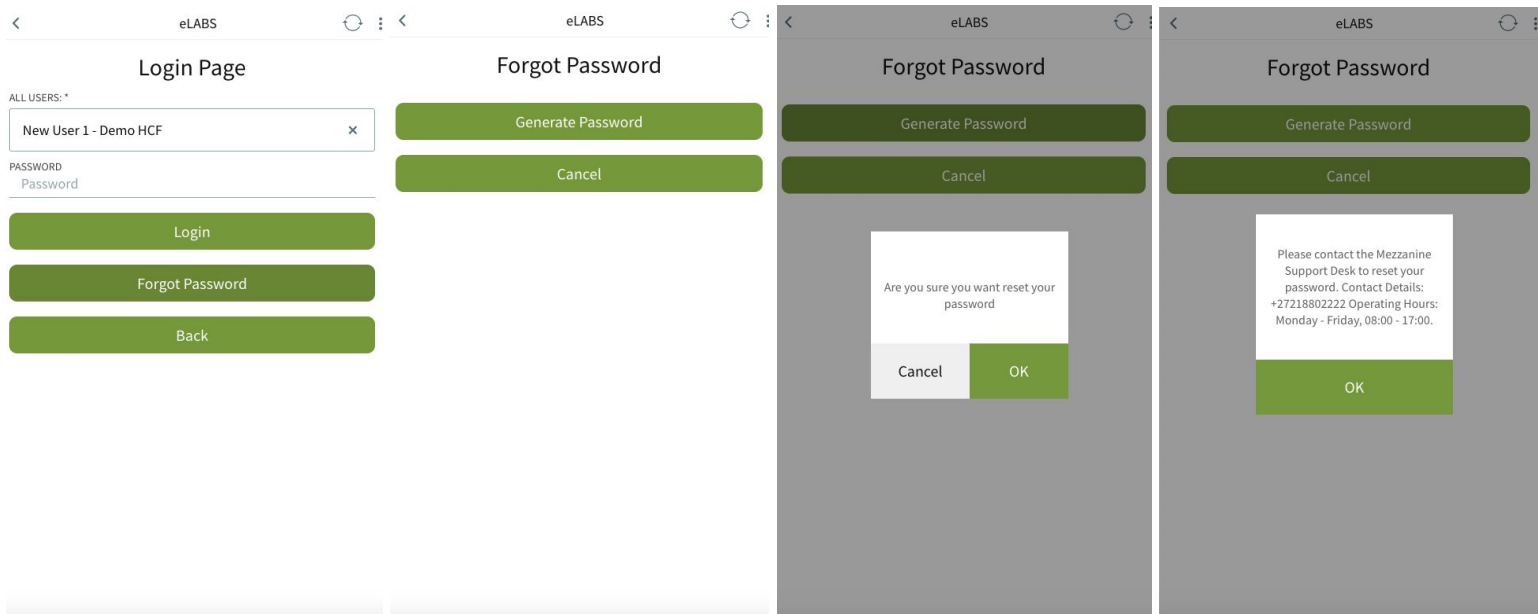 eLABS
Login Page
ALL USERS: *
New User 1 - Demo HCF
PASSWORD
Password
Login
Forgot Password
Back
eLABS
Forgot Password
Generate Password
Cancel
eLABS
Forgot Password
Generate Password
Cancel
Are you sure you want reset your
password
Cancel
OK
eLABS
Forgot Password
Generate Password
Cancel
Please contact the Mezzanine
Support Desk to reset your
password. Contact Details:
+27218802222 Operating Hours:
Monday - Friday, 08:00 - 17:00.
OK